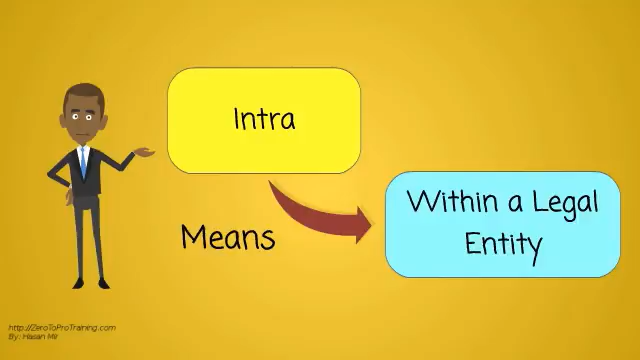 Intra
Means
Within a Legal
Entity
http://ZeroToProTraining.com
By: Hasan Mir